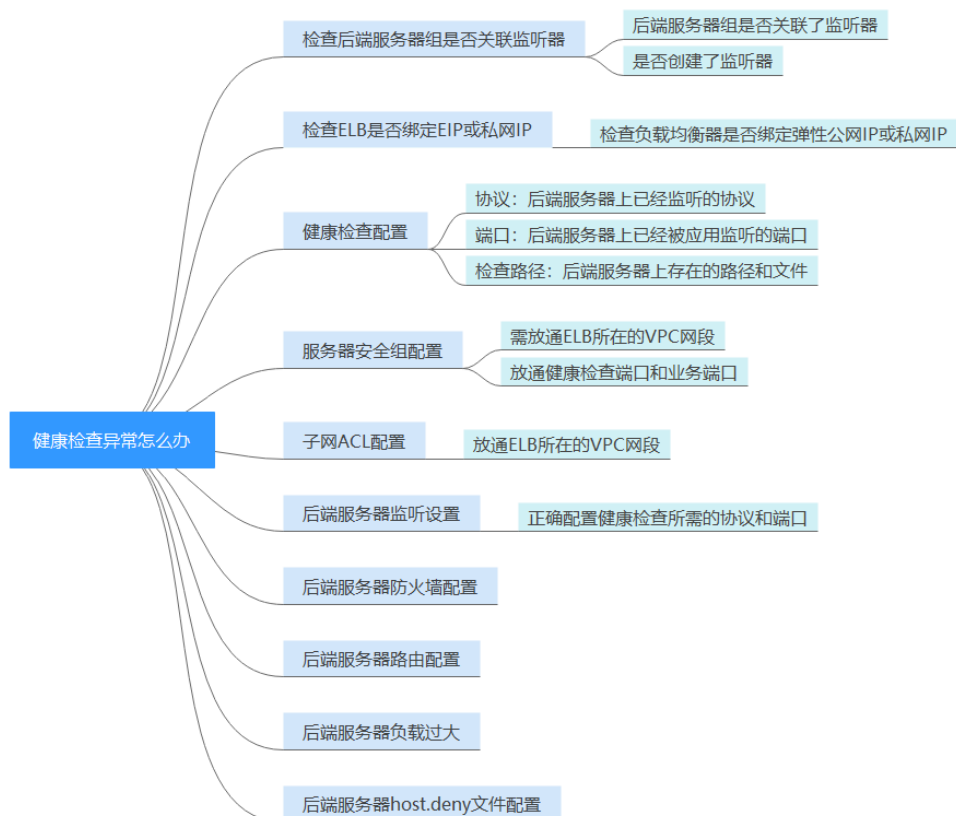 健康检查异常怎么办
检查后端服务器组是否关联监听器
后端服务器组是否关联了监听器
是否创建了监听器
检查ELB是否绑定EIP或私网IP
检查负载均衡器是否绑定弹性公网IP或私网IP
健康检查配置
协议：后端服务器上已经监听的协议
端口：后端服务器上已经被应用监听的端口
检查路径：后端服务器上存在的路径和文件
服务器安全组配置
需放通ELB所在的VPC网段
放通健康检查端口和业务端口
子网ACL配置
放通ELB所在的VPC网段
后端服务器监听设置
正确配置健康检查所需的协议和端口
后端服务器防火墙配置
后端服务器路由配置
后端服务器负载过大
后端服务器host.deny文件配置